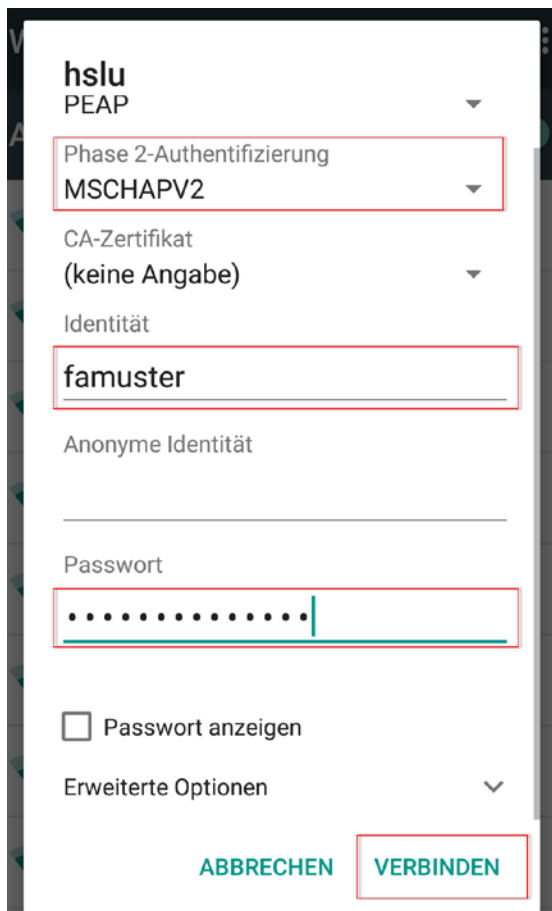 hslu
PEAP
Phase 2-Authentifizierung
MSCHAPV2
CA-Zertifikat
(keine Angabe)
Identität
famuster
Anonyme Identität
Passwort
••••••••••••••
Passwort anzeigen
Erweiterte Optionen
ABBRECHEN VERBINDEN